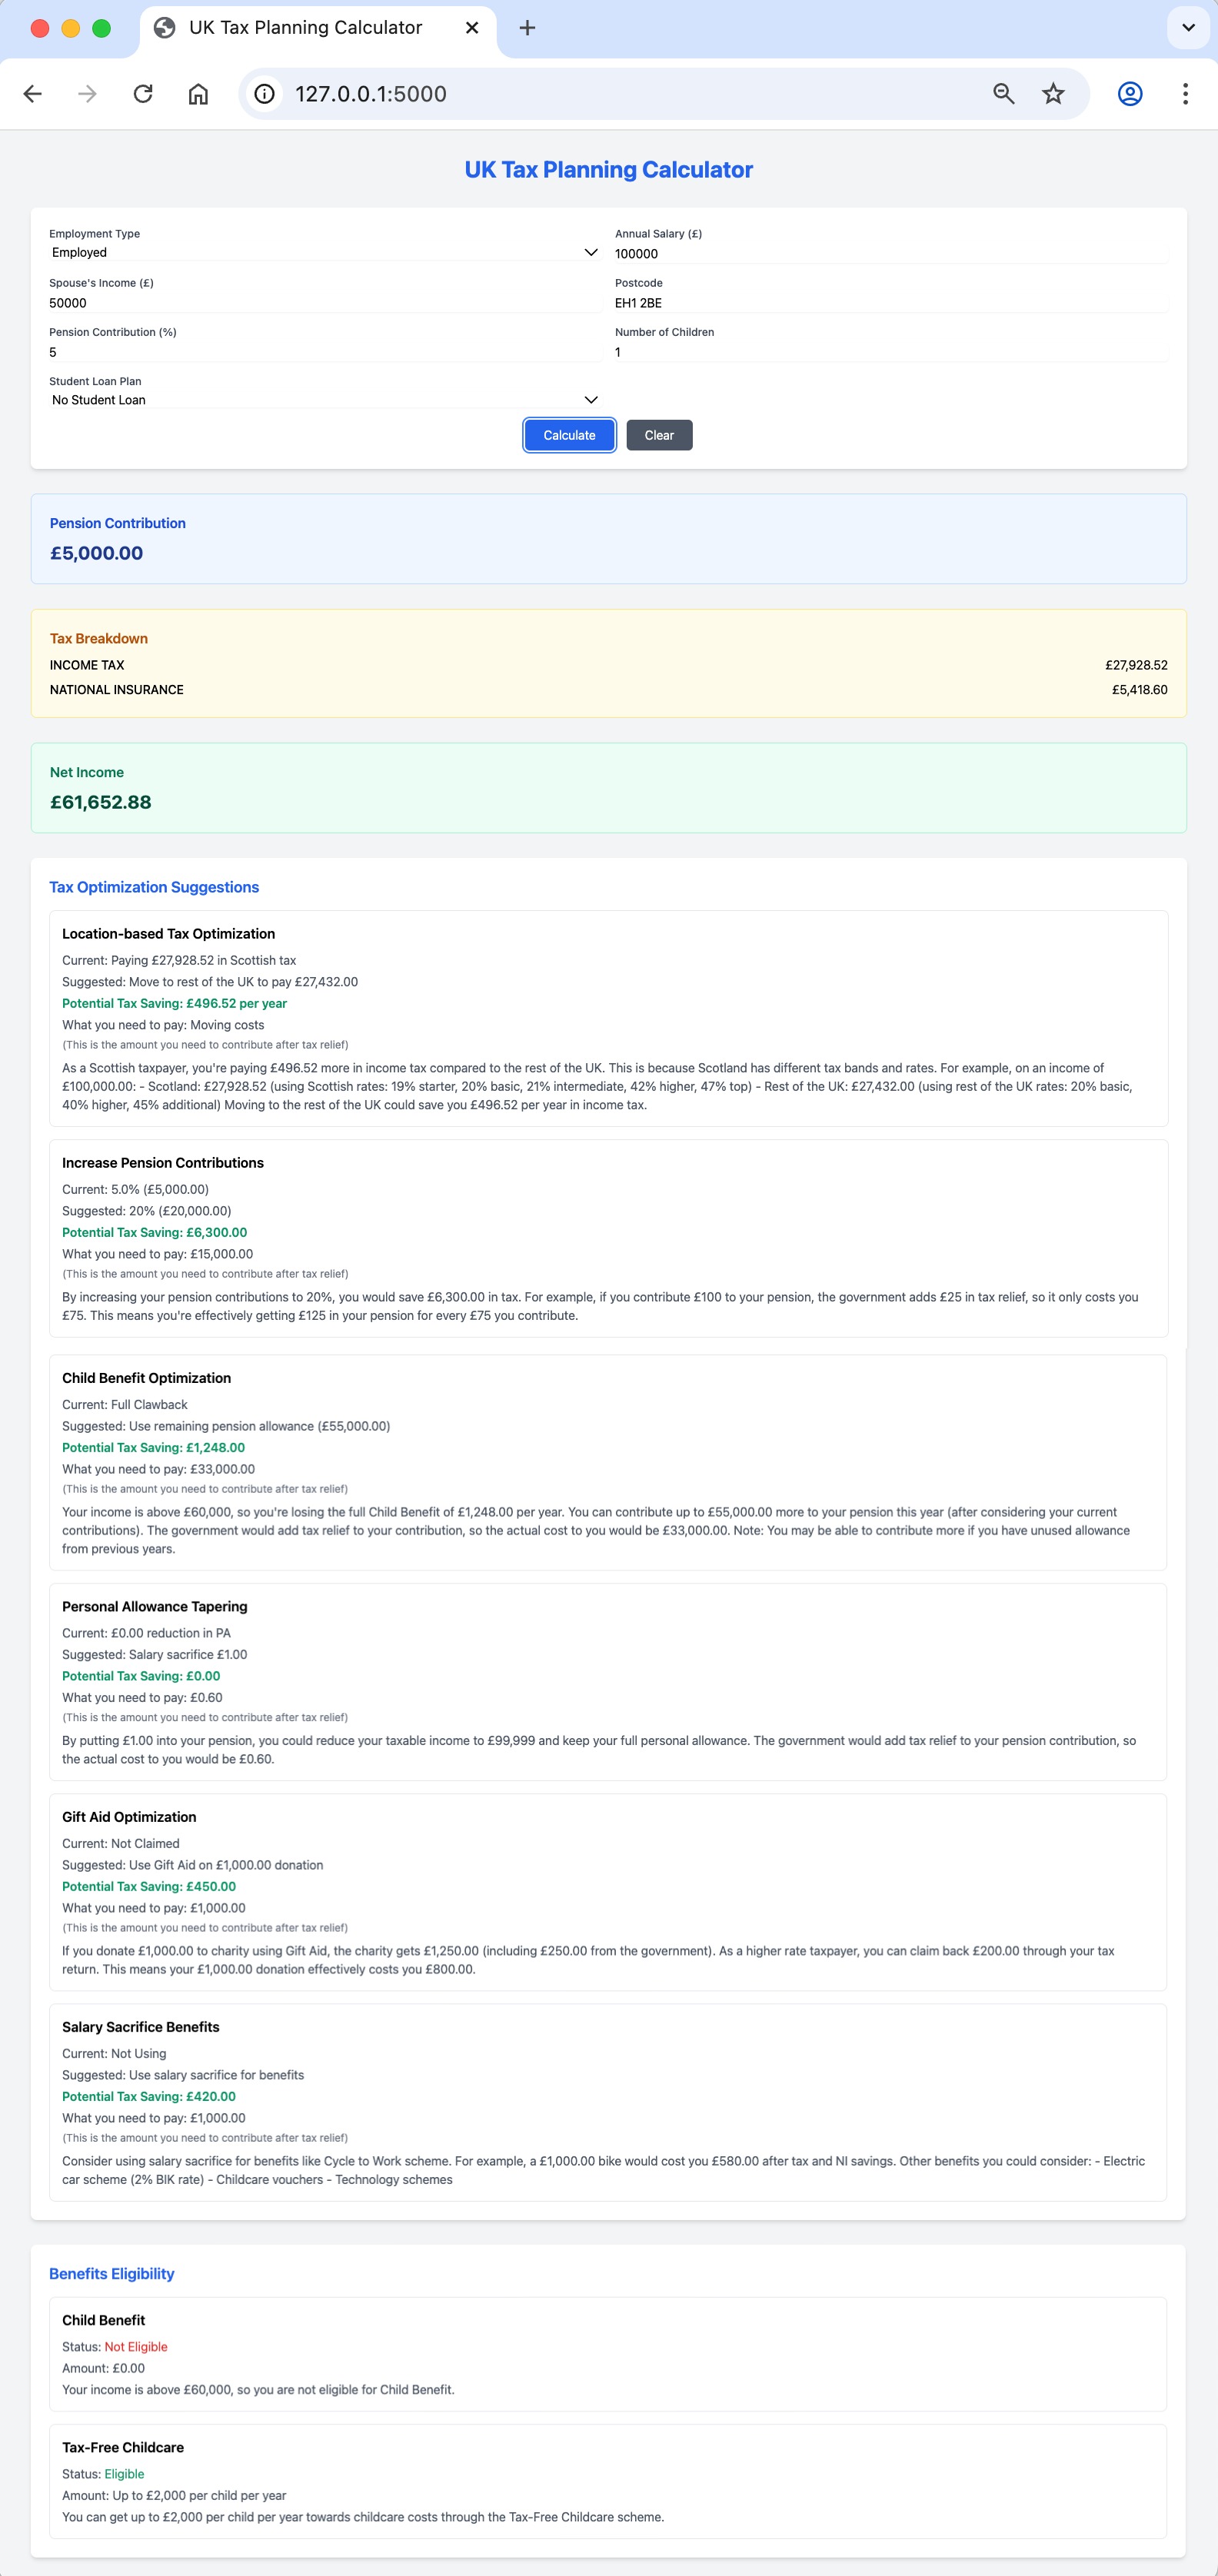 UK Tax Planning Calculator
127.0.0.1:5000
UK Tax Planning Calculator
Employment Type
Employed
Annual Salary (£)
100000
Spouse's Income (£)
50000
Postcode
EH1 2BE
Pension Contribution (%)
5
Number of Children
1
Student Loan Plan
No Student Loan
Calculate
Clear
Pension Contribution
£5,000.00
Tax Breakdown
INCOME TAX £27,928.52
NATIONAL INSURANCE £5,418.60
Net Income
£61,652.88
Tax Optimization Suggestions
Location-based Tax Optimization
Current: Paying £27,928.52 in Scottish tax
Suggested: Move to rest of the UK to pay £27,432.00
Potential Tax Saving: £496.52 per year
What you need to pay: Moving costs
(This is the amount you need to contribute after tax relief)
As a Scottish taxpayer, you're paying £496.52 more in income tax compared to the rest of the UK. This is because Scotland has different tax bands and rates. For example, on an income of
£100,000.00: - Scotland: £27,928.52 (using Scottish rates: 19% starter, 20% basic, 21% intermediate, 42% higher, 47% top) - Rest of the UK: £27,432.00 (using rest of the UK rates: 20% basic,
40% higher, 45% additional) Moving to the rest of the UK could save you £496.52 per year in income tax.
Increase Pension Contributions
Current: 5.0% (£5,000.00)
Suggested: 20% (£20,000.00)
Potential Tax Saving: £6,300.00
What you need to pay: £15,000.00
(This is the amount you need to contribute after tax relief)
By increasing your pension contributions to 20%, you would save £6,300.00 in tax. For example, if you contribute £100 to your pension, the government adds £25 in tax relief, so it only costs you
£75. This means you're effectively getting £125 in your pension for every £75 you contribute.
Child Benefit Optimization
Current: Full Clawback
Suggested: Use remaining pension allowance (£55,000.00)
Potential Tax Saving: £1,248.00
What you need to pay: £33,000.00
(This is the amount you need to contribute after tax relief)
Your income is above £60,000, so you're losing the full Child Benefit of £1,248.00 per year. You can contribute up to £55,000.00 more to your pension this year (after considering your current
contributions). The government would add tax relief to your contribution, so the actual cost to you would be £33,000.00. Note: You may be able to contribute more if you have unused allowance
from previous years.
Personal Allowance Tapering
Current: £0.00 reduction in PA
Suggested: Salary sacrifice £1.00
Potential Tax Saving: £0.00
What you need to pay: £0.60
(This is the amount you need to contribute after tax relief)
By putting £1.00 into your pension, you could reduce your taxable income to £99,999 and keep your full personal allowance. The government would add tax relief to your pension contribution, so
the actual cost to you would be £0.60.
Gift Aid Optimization
Current: Not Claimed
Suggested: Use Gift Aid on £1,000.00 donation
Potential Tax Saving: £450.00
What you need to pay: £1,000.00
(This is the amount you need to contribute after tax relief)
If you donate £1,000.00 to charity using Gift Aid, the charity gets £1,250.00 (including £250.00 from the government). As a higher rate taxpayer, you can claim back £200.00 through your tax
return. This means your £1,000.00 donation effectively costs you £800.00.
Salary Sacrifice Benefits
Current: Not Using
Suggested: Use salary sacrifice for benefits
Potential Tax Saving: £420.00
What you need to pay: £1,000.00
(This is the amount you need to contribute after tax relief)
Consider using salary sacrifice for benefits like Cycle to Work scheme. For example, a £1,000.00 bike would cost you £580.00 after tax and NI savings. Other benefits you could consider: - Electric
car scheme (2% BIK rate) - Childcare vouchers - Technology schemes
Benefits Eligibility
Child Benefit
Status: Not Eligible
Amount: £0.00
Your income is above £60,000, so you are not eligible for Child Benefit.
Tax-Free Childcare
Status: Eligible
Amount: Up to £2,000 per child per year
You can get up to £2,000 per child per year towards childcare costs through the Tax-Free Childcare scheme.